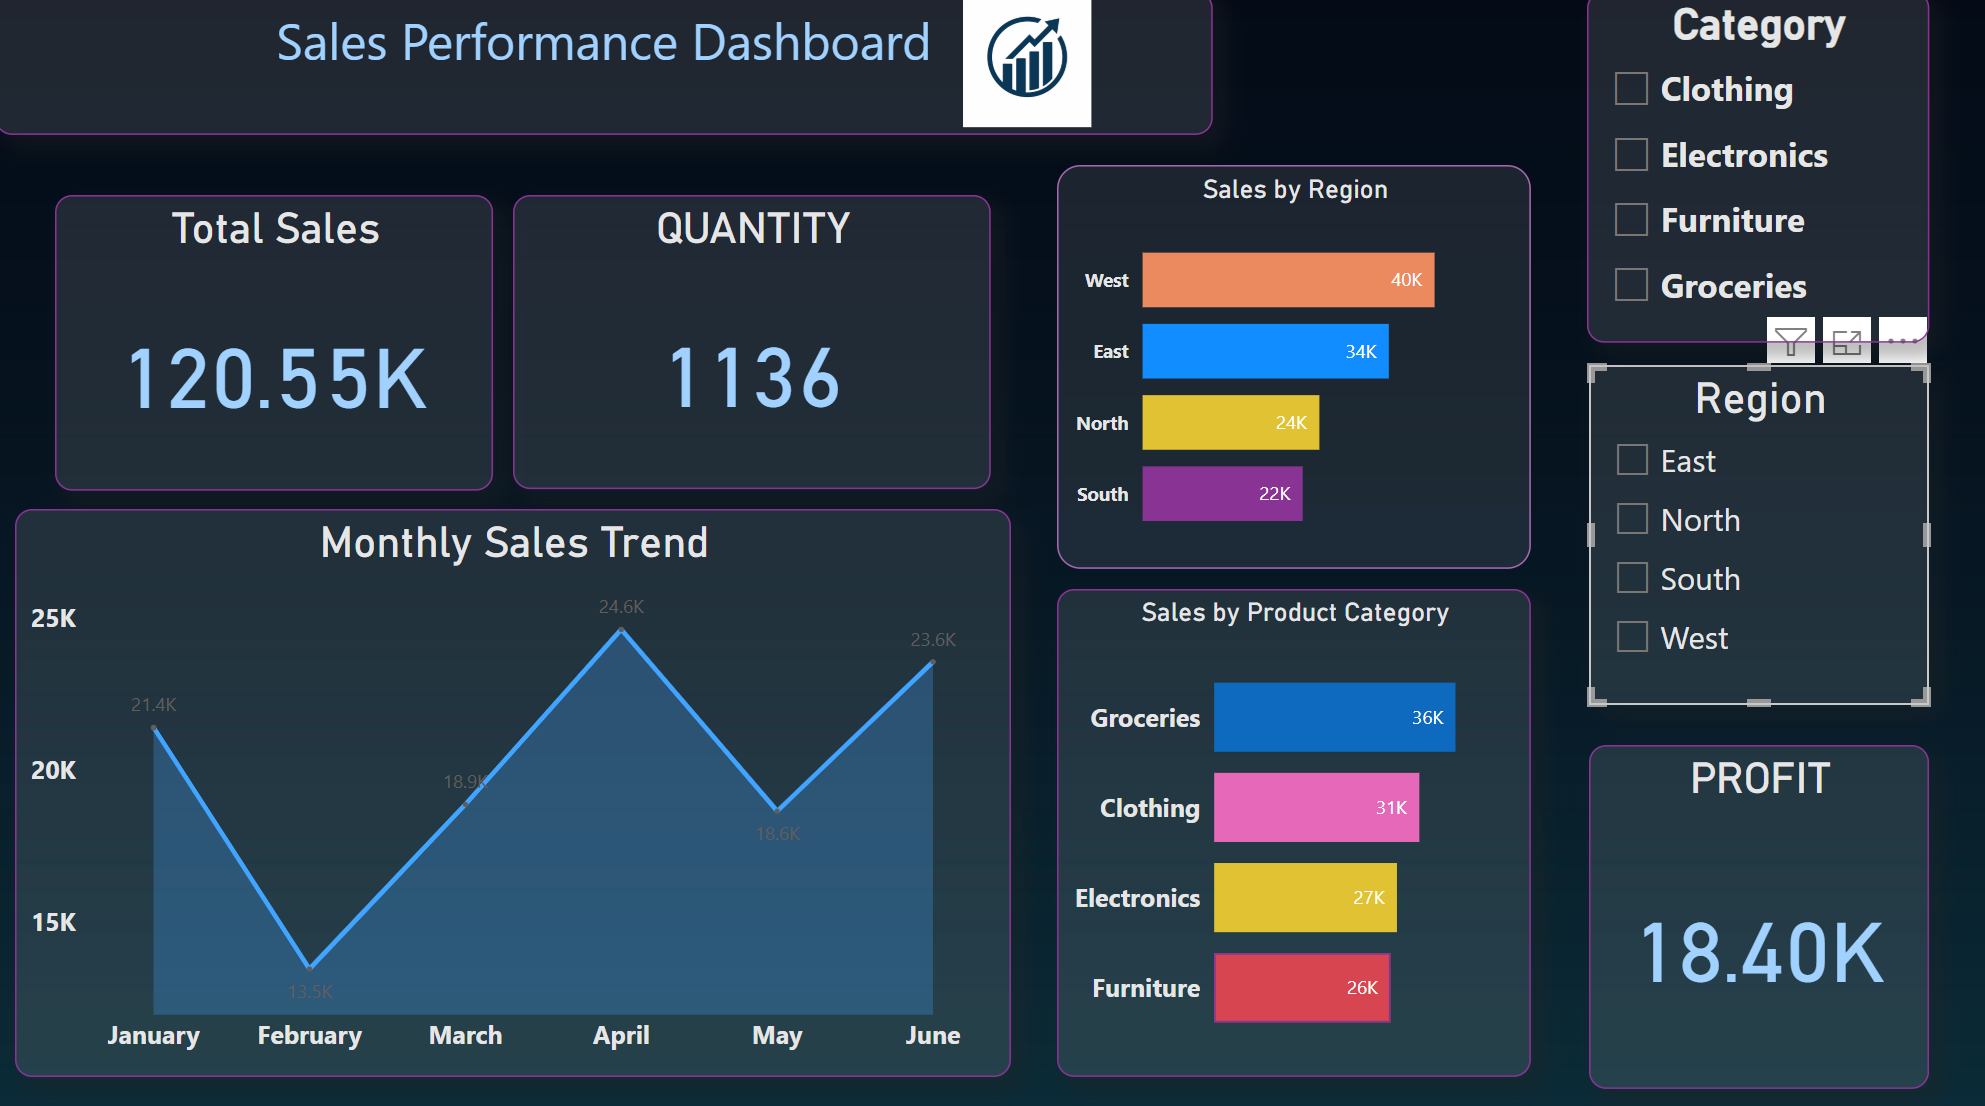 Sales Performance Dashboard
Total Sales
120.55K
QUANTITY
1136
Monthly Sales Trend
25K
20K
15K
21.4K
13.5K
18.9K
24.6K
18.6K
23.6K
January
February
March
April
May
June
Sales by Region
West 40K
East 34K
North 24K
South 22K
Sales by Product Category
Groceries 36K
Clothing 31K
Electronics 27K
Furniture 26K
Category
Clothing
Electronics
Furniture
Groceries
Region
East
North
South
West
PROFIT
18.40K